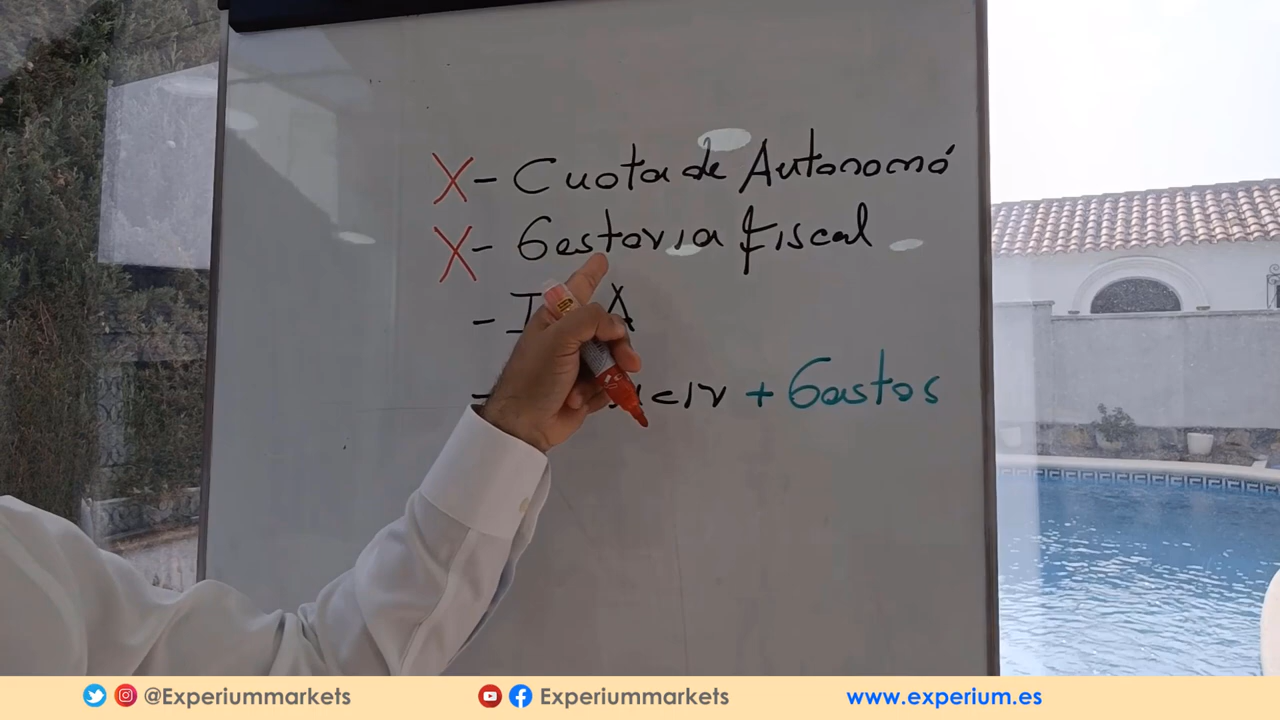 X - Cuota de Autonomó
X - Gestoria Fiscal
-
- + Gastos
@Experiummarkets
Experiummarkets
www.experium.es